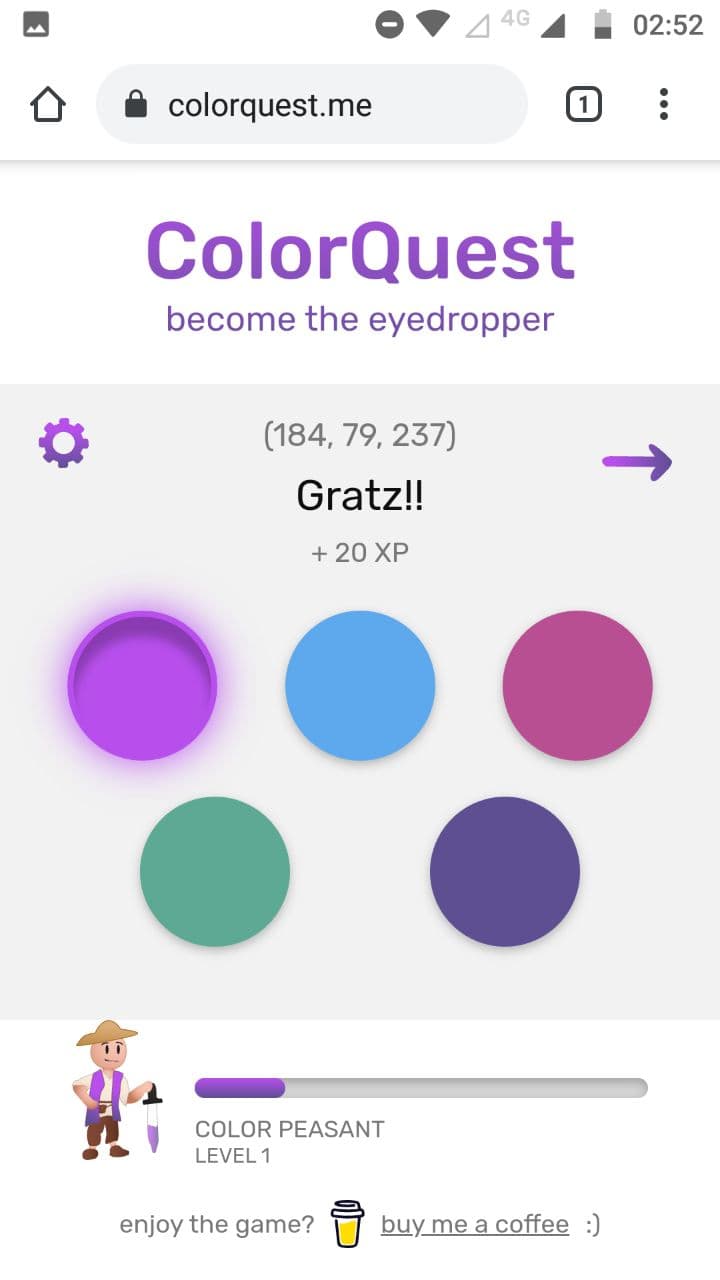 4G 02:52
colorquest.me 1
ColorQuest
become the eyedropper
(184, 79, 237)
Gratz!!
+ 20 XP
COLOR PEASANT
LEVEL 1
enjoy the game? buy me a coffee :)